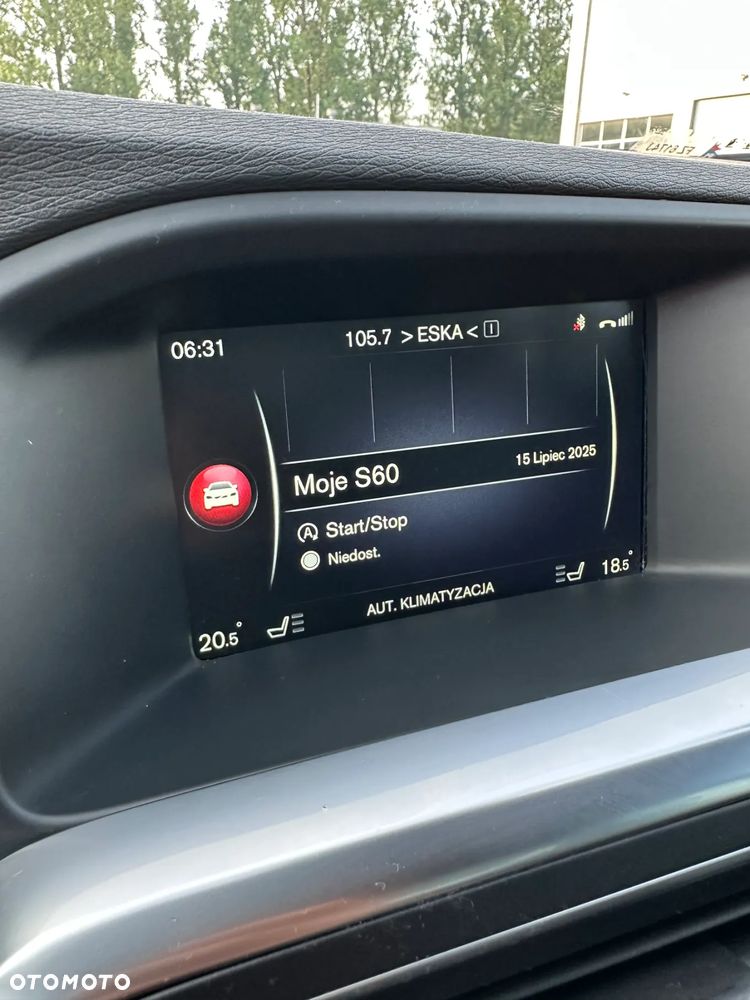 06:31
105.7 >ESKA<
Moje S60
15 Lipiec 2025
Start/Stop
Niedost.
20.5°
AUT. KLIMATYZACJA
18.5°
OTOMOTO